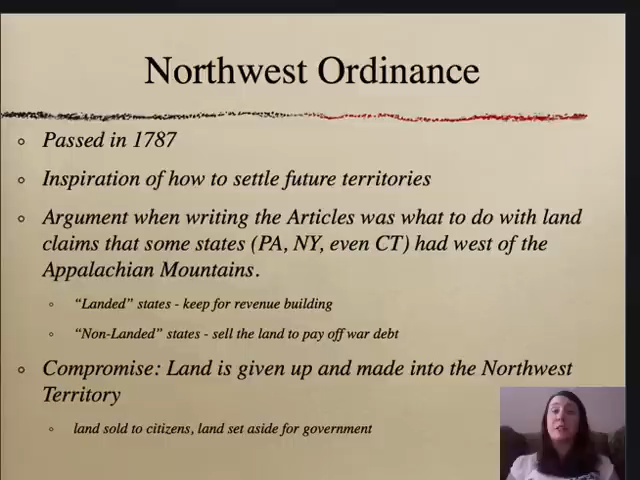 Northwest Ordinance
Passed in 1787
Inspiration of how to settle future territories
Argument when writing the Articles was what to do with land
claims that some states (PA, NY, even CT) had west of the
Appalachian Mountains.
“Landed” states - keep for revenue building
“Non-Landed” states - sell the land to pay off war debt
Compromise: Land is given up and made into the Northwest
Territory
land sold to citizens, land set aside for government